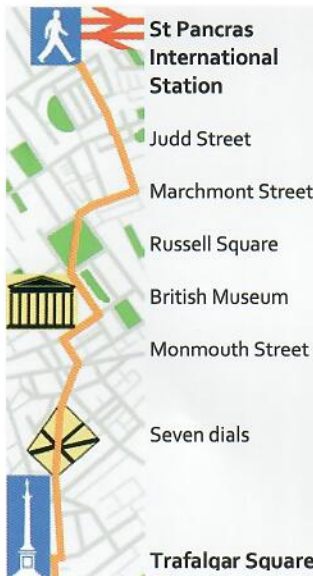 St Pancras
International
Station
Judd Street
Marchmont Street
Russell Square
British Museum
Monmouth Street
Seven dials
Trafalgar Square